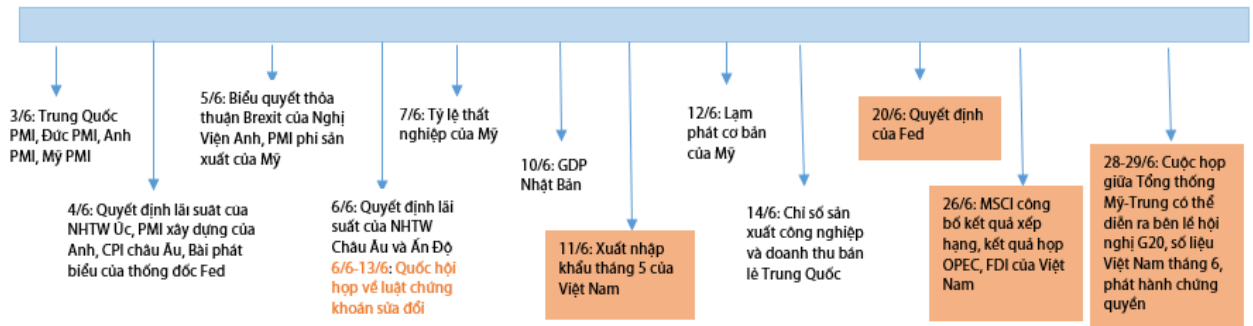 3/6: Trung Quốc
PMI, Đức PMI, Anh
PMI, Mỹ PMI
4/6: Quyết định lãi suất của
NHTW Úc, PMI xây dựng của
Anh, CPI châu Âu, Bài phát
biểu của thống đốc Fed
5/6: Biểu quyết thỏa
thuận Brexit của Nghị
Viện Anh, PMI phi sản
xuất của Mỹ
6/6: Quyết định lãi
suất của NHTW
Châu Âu và Ấn Độ
6/6-13/6: Quốc hội
họp về luật chứng
khoán sửa đổi
7/6: Tỷ lệ thất
nghiệp của Mỹ
10/6: GDP
Nhật Bản
11/6: Xuất nhập
khẩu tháng 5 của
Việt Nam
12/6: Lạm
phát cơ bản
của Mỹ
14/6: Chỉ số sản
xuất công nghiệp
và doanh thu bán
lẻ Trung Quốc
20/6: Quyết định
của Fed
26/6: MSCI công
bố kết quả xếp
hạng, kết quả họp
OPEC, FDI của Việt
Nam
28-29/6: Cuộc họp
giữa Tổng thống
Mỹ-Trung có thể
diễn ra bên lề hội
nghị G20, số liệu
Việt Nam tháng 6,
phát hành chứng
quyền